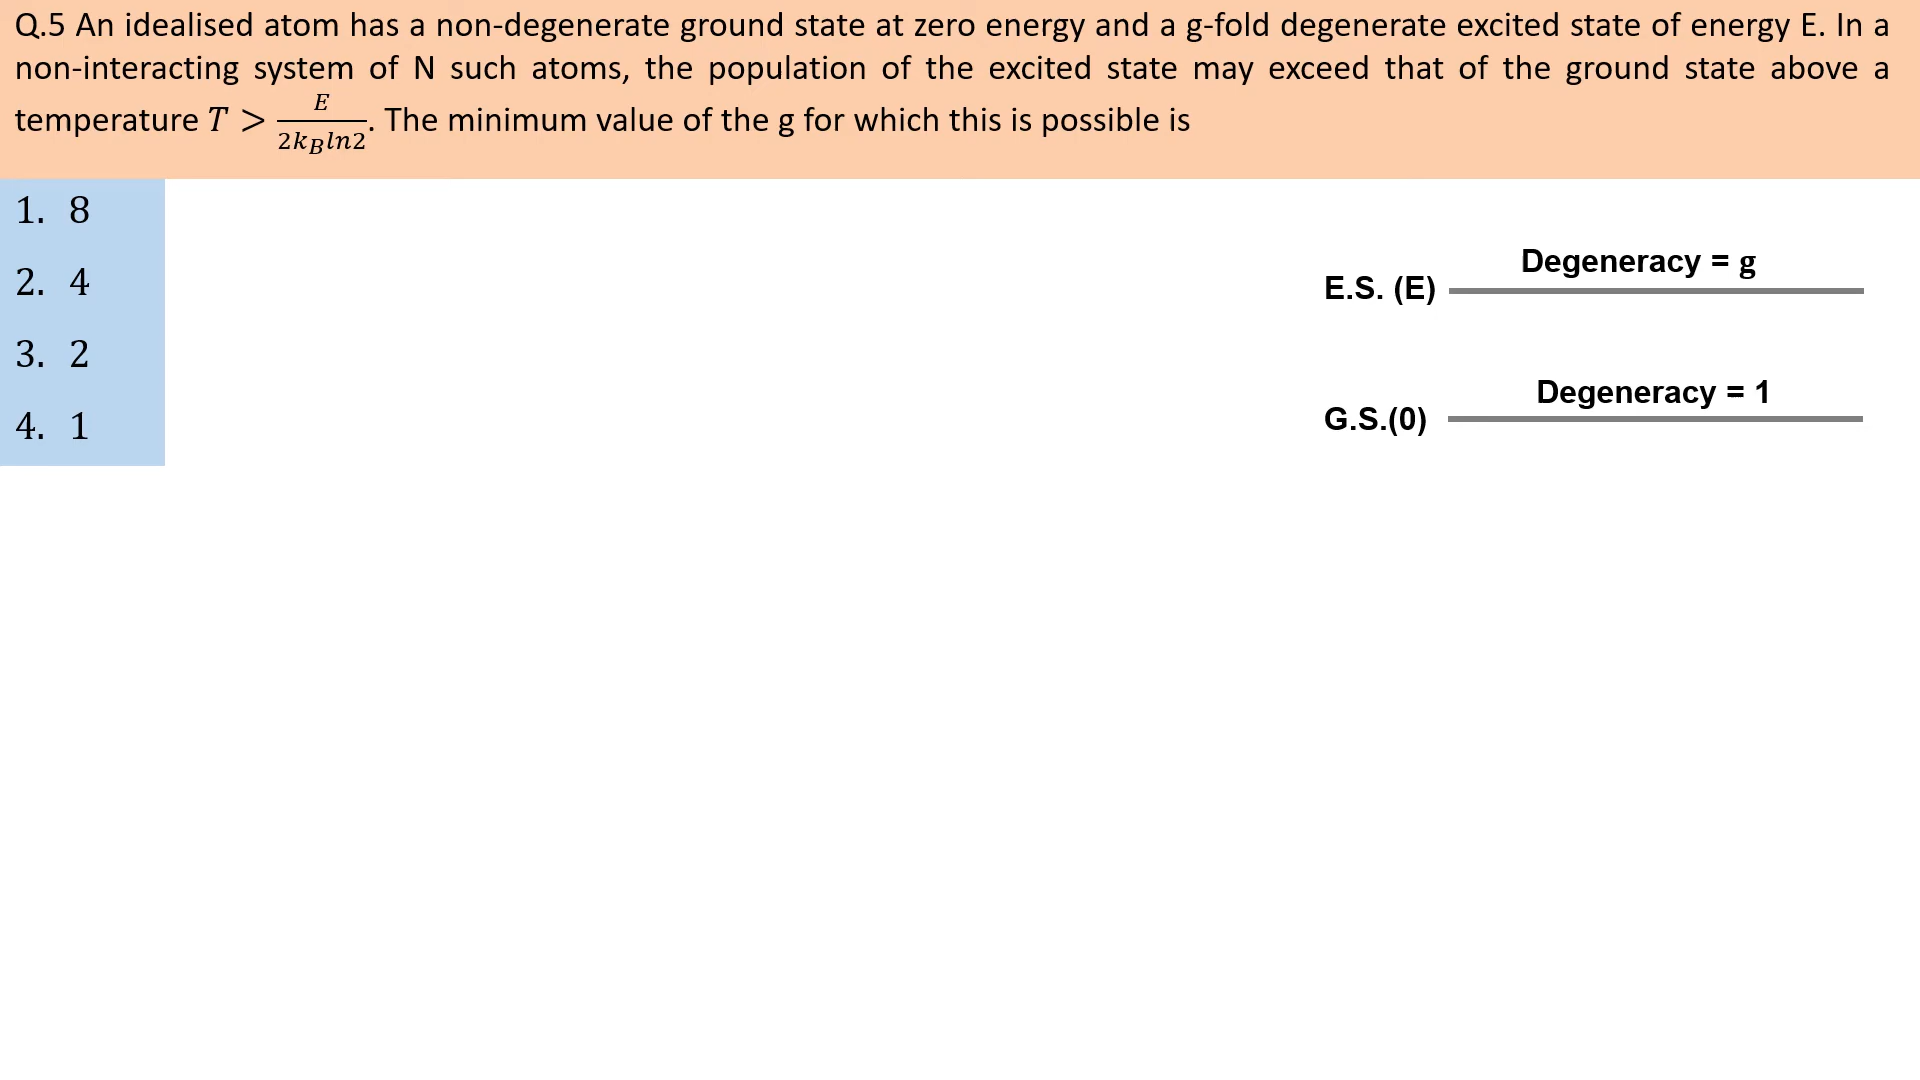 Q.5 An idealised atom has a non-degenerate ground state at zero energy and a g-fold degenerate excited state of energy E. In a
non-interacting system of N such atoms, the population of the excited state may exceed that of the ground state above a
temperature T > E/(2k_B ln2). The minimum value of the g for which this is possible is
1. 8
2. 4
3. 2
4. 1
Degeneracy = g
E.S. (E)
Degeneracy = 1
G.S.(0)